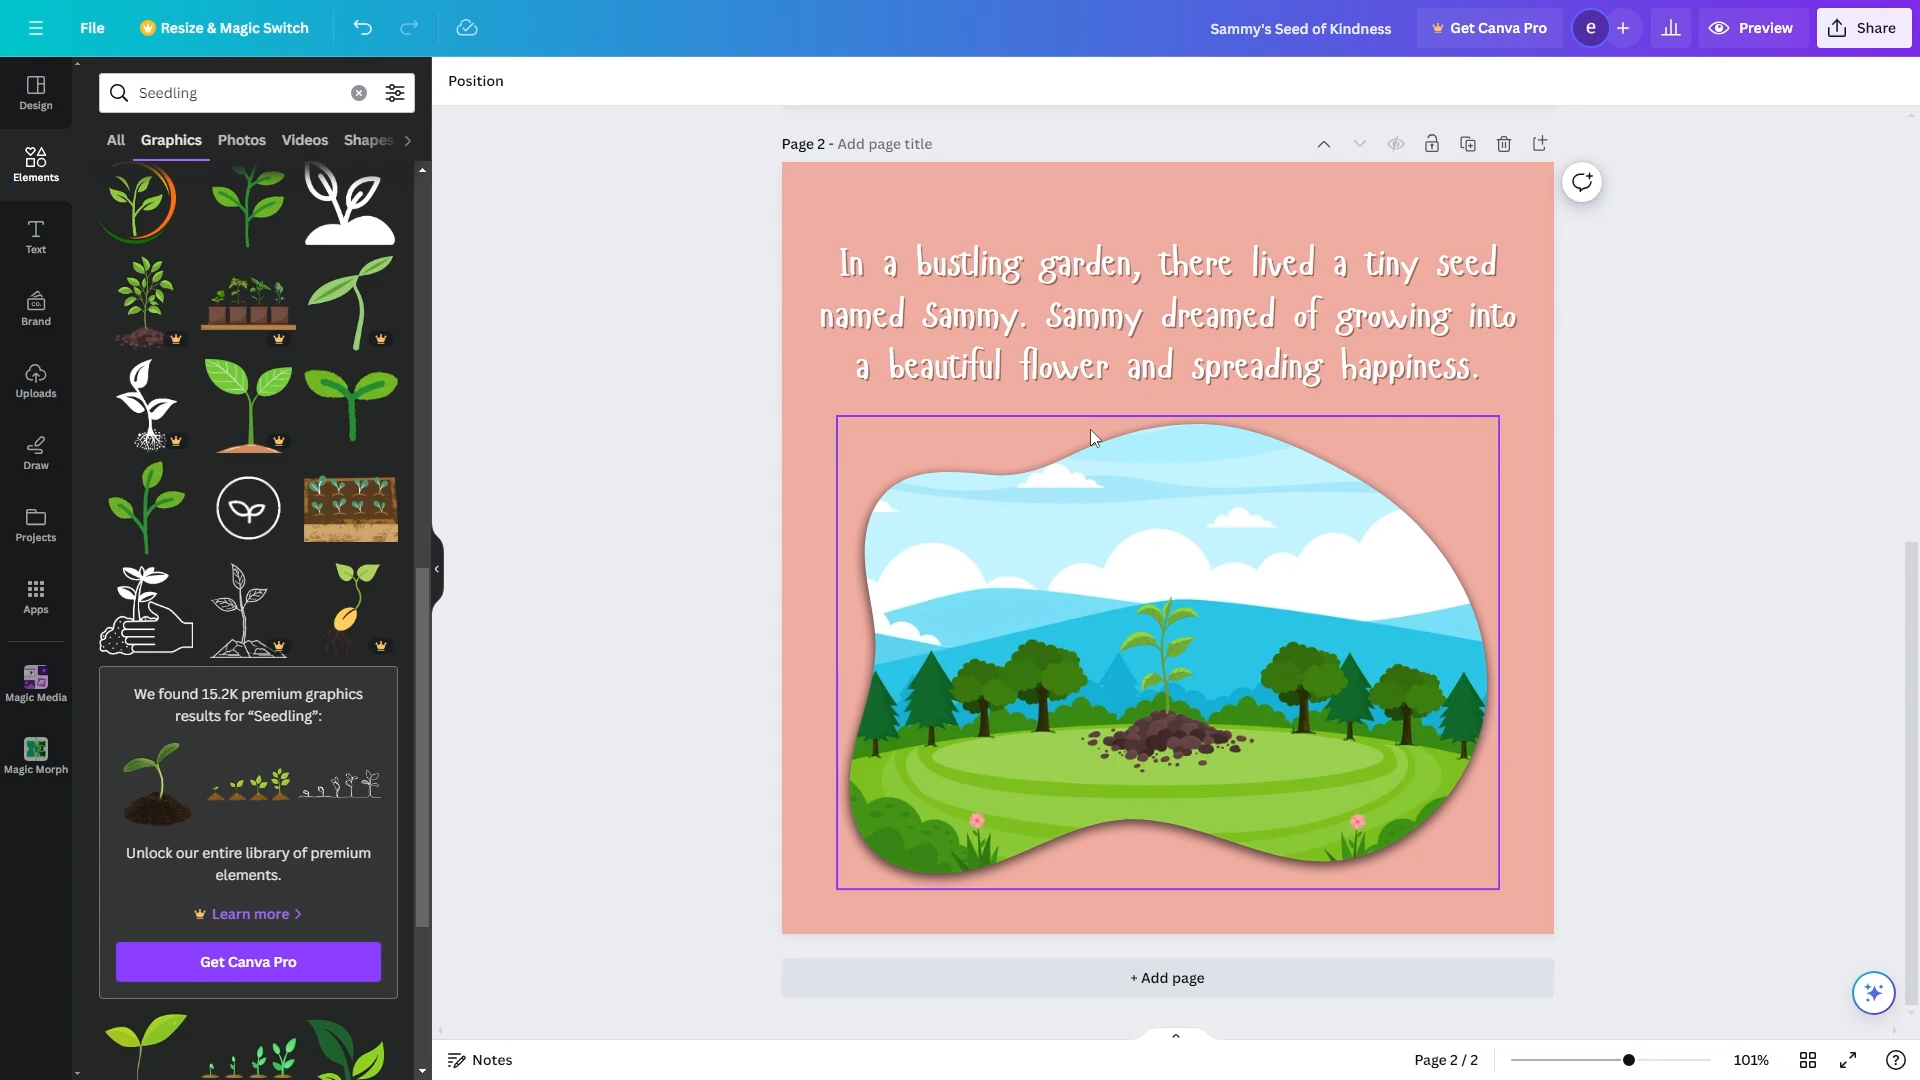 File
Resize & Magic Switch
Sammy's Seed of Kindness
Get Canva Pro
e
+
Preview
Share
Design
Elements
Text
CO.
Brand
Uploads
Draw
Projects
Apps
Magic Media
Magic Morph
Seedling
All
Graphics
Photos
Videos
Shapes
We found 15.2K premium graphics
results for “Seedling”:
Unlock our entire library of premium
elements.
Learn more
Get Canva Pro
Position
Page 2 - Add page title
In a bustling garden, there lived a tiny seed
named Sammy. Sammy dreamed of growing into
a beautiful flower and spreading happiness.
+ Add page
Notes
Page 2 / 2
101%